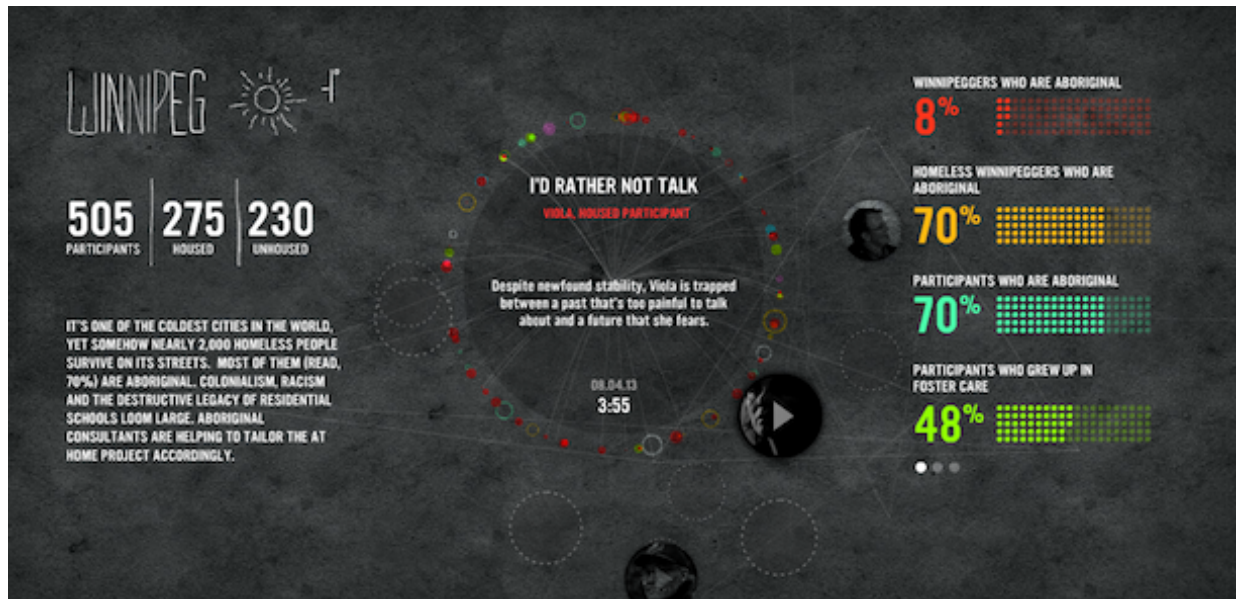 WINNIPEG
505 275 230
PARTICIPANTS HOUSED UNHOUSED
IT'S ONE OF THE COLDEST CITIES IN THE WORLD,
YET SOMEHOW NEARLY 2,000 HOMELESS PEOPLE
SURVIVE ON ITS STREETS. MOST OF THEM (READ,
70%) ARE ABORIGINAL. COLONIALISM, RACISM
AND THE DESTRUCTIVE LEGACY OF RESIDENTIAL
SCHOOLS LOOM LARGE. ABORIGINAL
CONSULTANTS ARE HELPING TO TAILOR THE AT
HOME PROJECT ACCORDINGLY.
I'D RATHER NOT TALK
VIOLA, HOUSED PARTICIPANT
Despite newfound stability, Viola is trapped
between a past that's too painful to talk
about and a future that she fears.
08.04.13
3:55
WINNIPEGGERS WHO ARE ABORIGINAL
8%
HOMELESS WINNIPEGGERS WHO ARE
ABORIGINAL
70%
PARTICIPANTS WHO ARE ABORIGINAL
70%
PARTICIPANTS WHO GREW UP IN
FOSTER CARE
48%